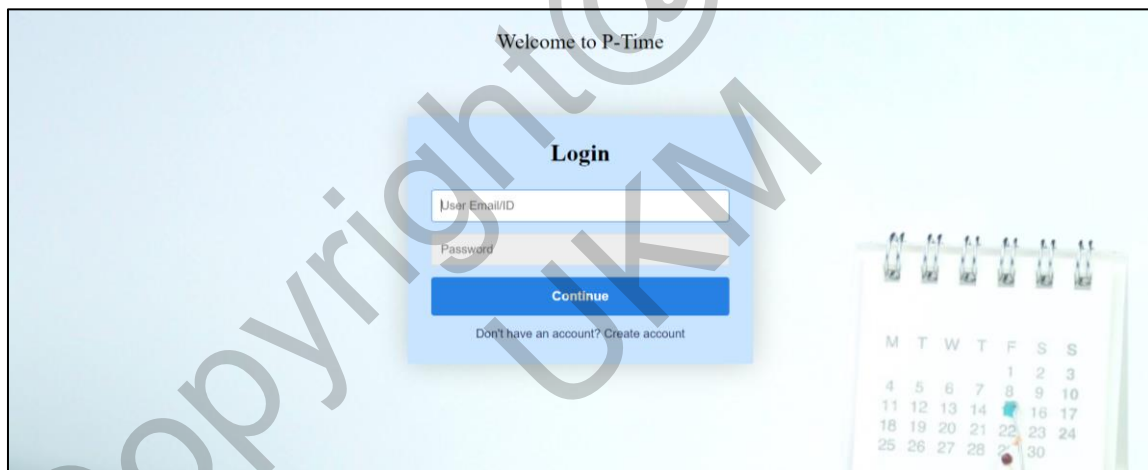 Welcome to P-Time
Login
User Email/ID
Password
Continue
Don't have an account? Create account
M T W T F S S
1 2 3
4 5 6 7 8 9 10
11 12 13 14 16 17
18 19 20 21 22 23 24
25 26 27 28 30
opyright@
UKM